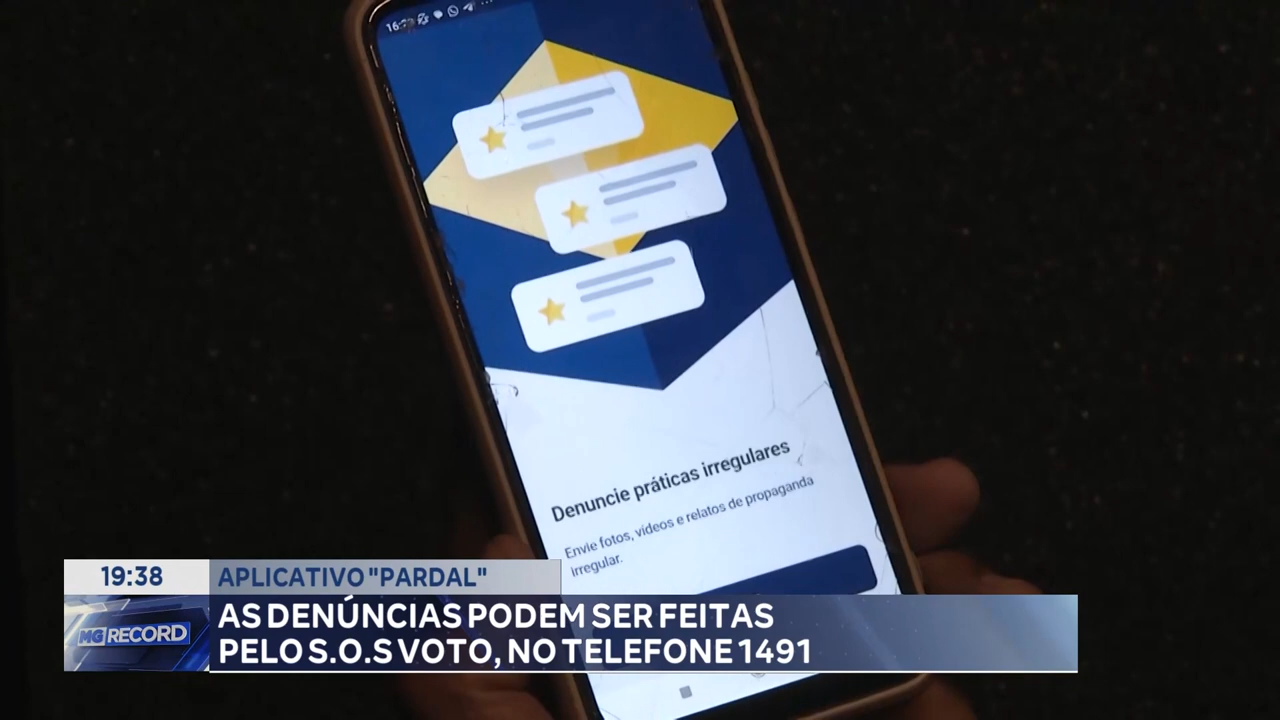 Denuncie práticas irregulares
Envie fotos, vídeos e relatos de propaganda
irregular.
19:38
APLICATIVO "PARDAL"
MG RECORD
AS DENÚNCIAS PODEM SER FEITAS
PELO S.O.S VOTO, NO TELEFONE 1491